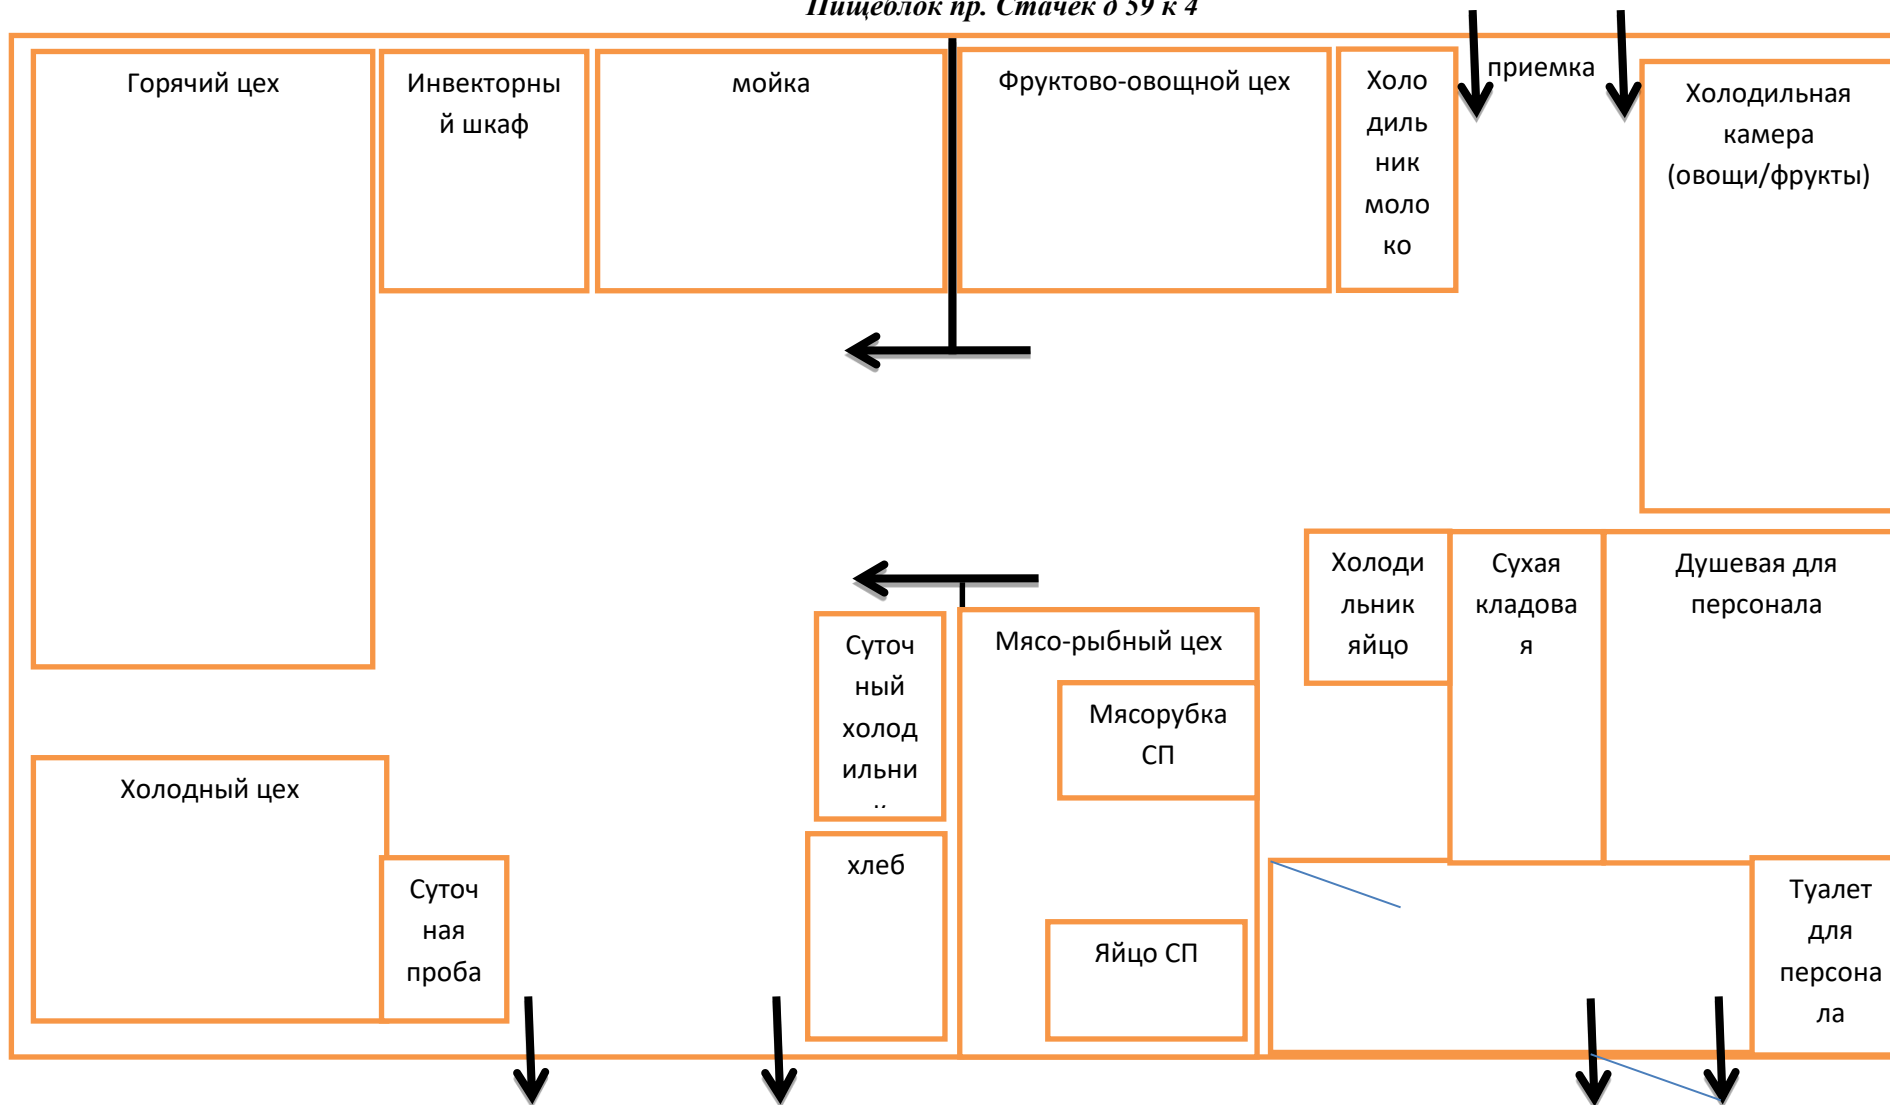 Пищеблок пр. Стачек д 59 к 4
Горячий цех
Инвекторны
й шкаф
мойка
Фруктово-овощной цех
Холо
диль
ник
моло
ко
приемка
Холодильная
камера
(овощи/фрукты)
Холоди
льник
яйцо
Сухая
кладова
я
Душевая для
персонала
Суточ
ный
холод
ильни
к
Мясо-рыбный цех
Мясорубка
СП
Холодный цех
хлеб
Суточ
ная
проба
Яйцо СП
Туалет
для
персона
ла